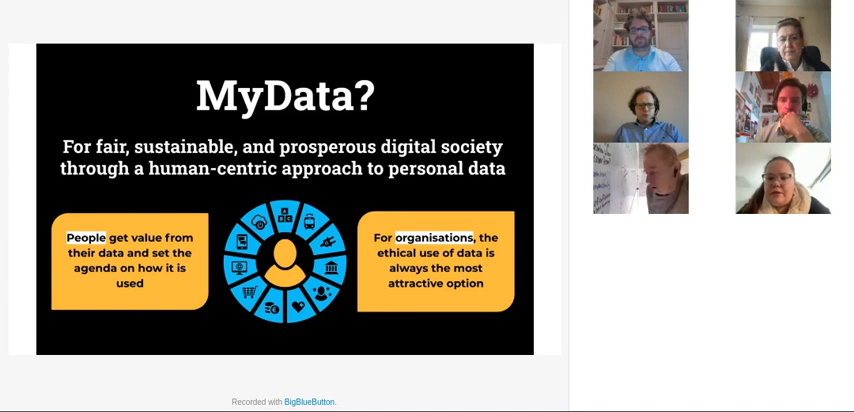 MyData?
For fair, sustainable, and prosperous digital society
through a human-centric approach to personal data
People get value from
their data and set the
agenda on how it is
used
For organisations, the
ethical use of data is
always the most
attractive option
Recorded with BigBlueButton.